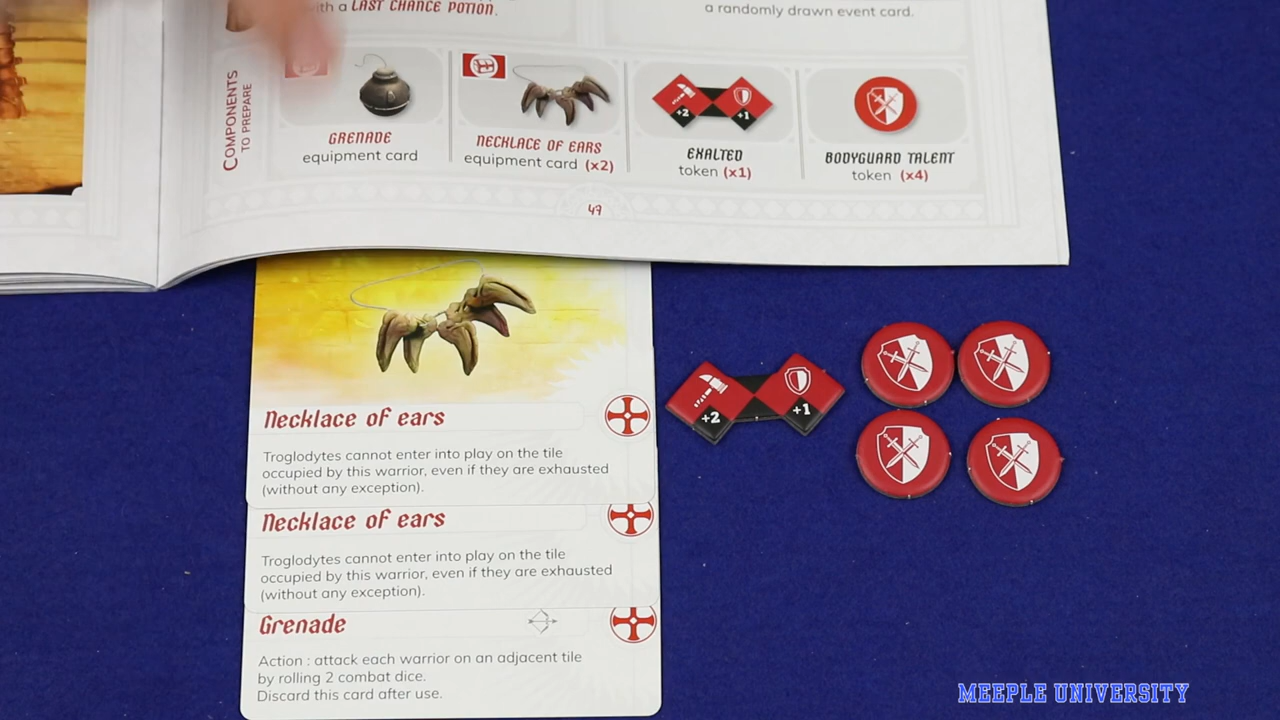 with a LAST CHANCE POTION.
a randomly drawn event card.
COMPONENTS
TO PREPARE
GRENADE
equipment card
NECKLACE OF EARS
equipment card (x2)
+2
+1
EXALTED
token (x1)
BODYGUARD TALENT
token (x4)
49
Necklace of ears
Troglodytes cannot enter into play on the tile
occupied by this warrior, even if they are exhausted
(without any exception).
+2
+1
Necklace of ears
Troglodytes cannot enter into play on the tile
occupied by this warrior, even if they are exhausted
(without any exception).
Grenade
Action : attack each warrior on an adjacent tile
by rolling 2 combat dice.
Discard this card after use.
MEEPLE UNIVERSITY